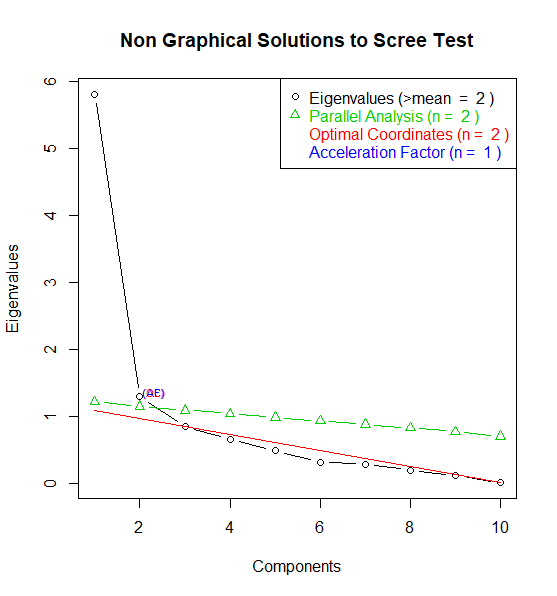 Non Graphical Solutions to Scree Test
Eigenvalues (>mean = 2 )
Parallel Analysis (n = 2 )
Optimal Coordinates (n = 2 )
Acceleration Factor (n = 1 )
6
5
4
3
2
1
0
Eigenvalues
2
4
6
8
10
Components